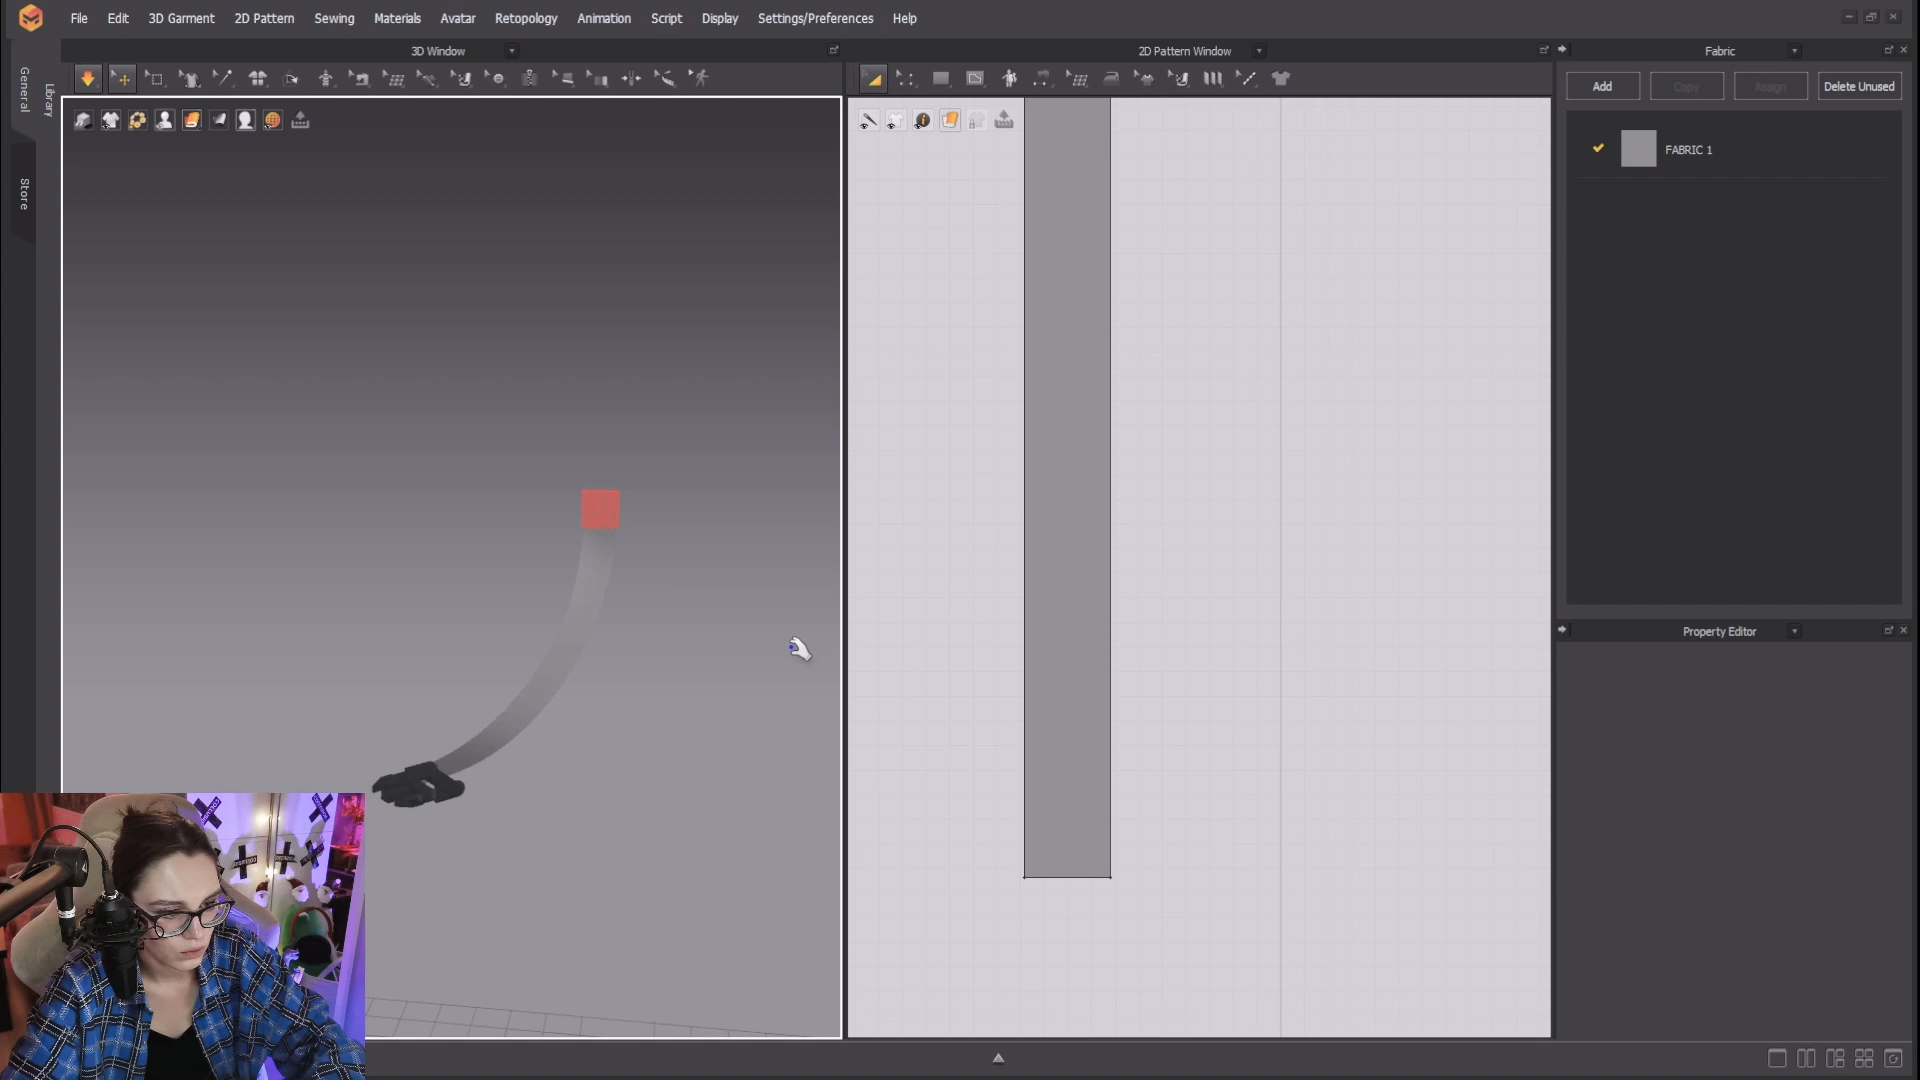 File Edit 3D Garment 2D Pattern Sewing Materials Avatar Retopology Animation Script Display Settings/Preferences Help
3D Window
2D Pattern Window
Fabric
General
Library
Store
Add Copy Assign Delete Unused
FABRIC 1
Property Editor